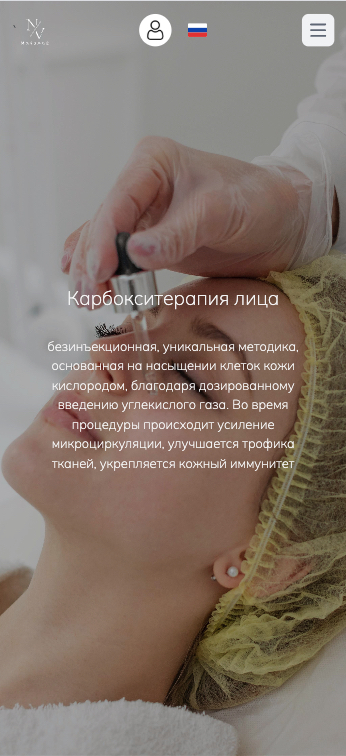 Карбокситерапия лица
безинъекционная, уникальная методика,
основанная на насыщении клеток кожи
кислородом, благодаря дозированному
введению углекислого газа. Во время
процедуры происходит усиление
микроциркуляции, улучшается трофика
тканей, укрепляется кожный иммунитет